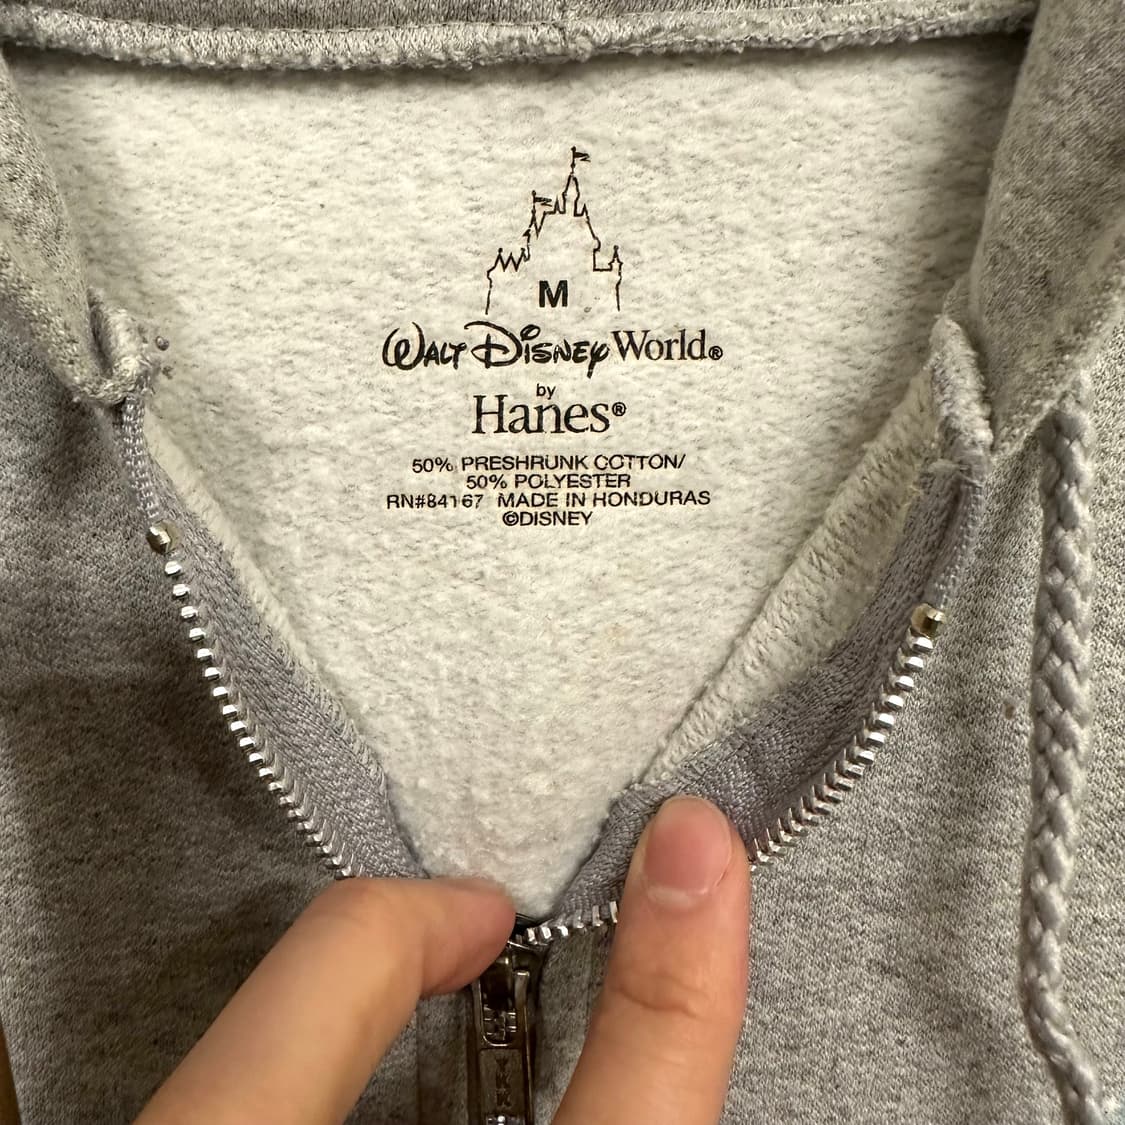 M
Walt Disney World®
by
Hanes®
50% PRESHRUNK COTTON/
50% POLYESTER
RN#84167 MADE IN HONDURAS
©DISNEY